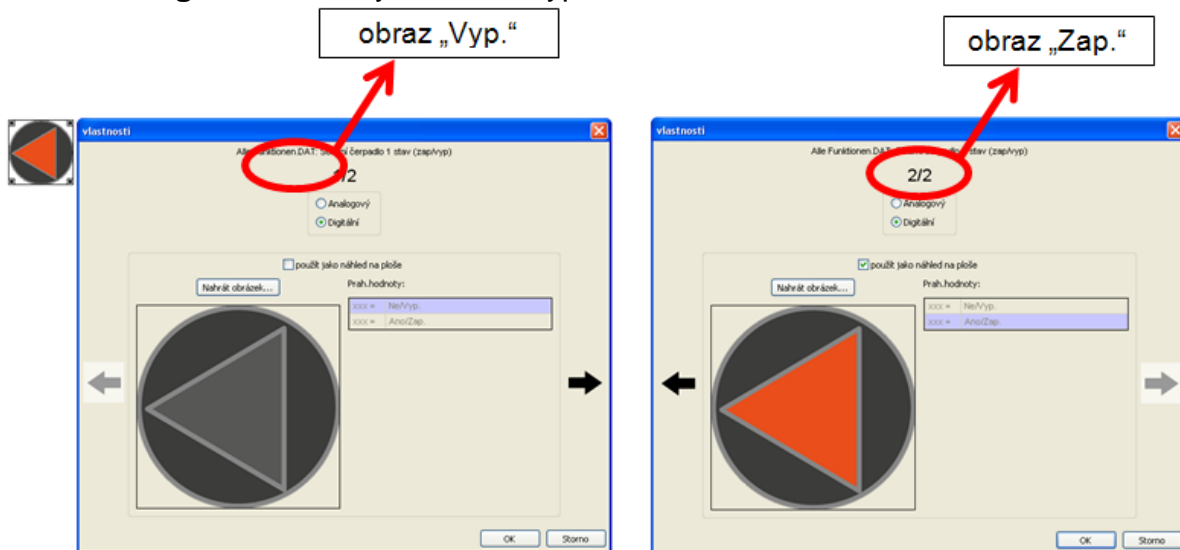 obraz „Vyp.“
obraz „Zap.“
vlastnosti
Alle Funktionen.DAT: čerpadlo 1 stav (zap/vyp)
/2
Analogový
Digitální
použít jako náhled na ploše
Nahrát obrázek...
Prah.hodnoty:
xxx = Ne/Vyp.
xxx = Ano/Zap.
OK
Storno
vlastnosti
Alle Funktionen.DAT: stav (zap/vyp)
2/2
Analogový
Digitální
použít jako náhled na ploše
Nahrát obrázek...
Prah.hodnoty:
xxx = Ne/Vyp.
xxx = Ano/Zap.
OK
Storno